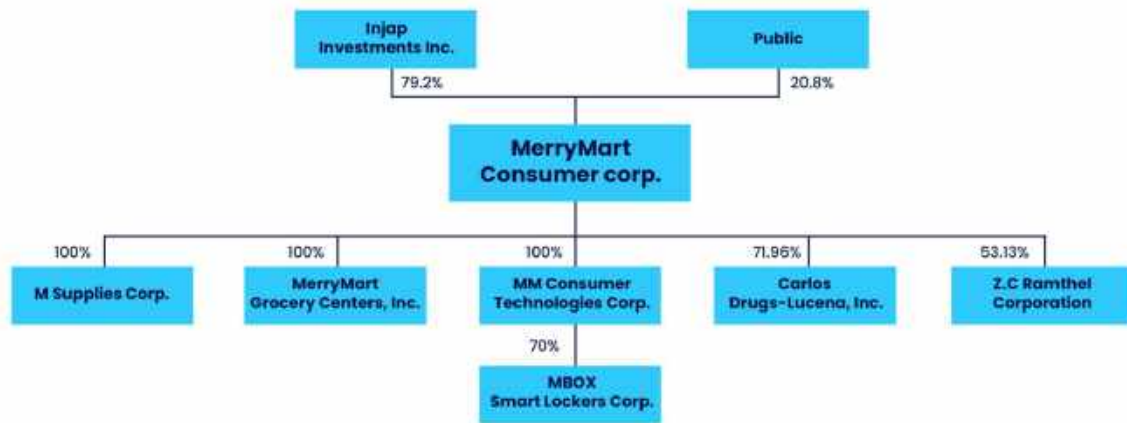 Injap
Investments Inc.
Public
79.2%
20.8%
MerryMart
Consumer corp.
100%
100%
100%
71.96%
53.13%
M Supplies Corp.
MerryMart
Grocery Centers, Inc.
MM Consumer
Technologies Corp.
Carlos
Drugs-Lucena, Inc.
Z.C Ramthel
Corporation
70%
MBOX
Smart Lockers Corp.